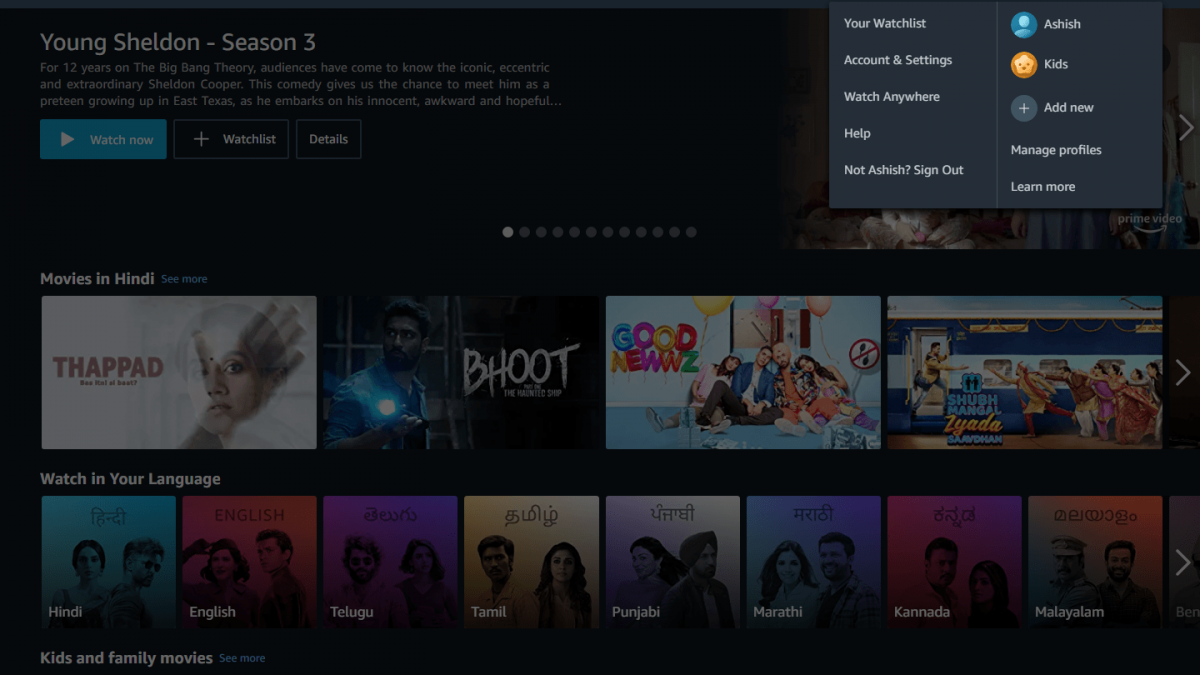 Young Sheldon - Season 3
For 12 years on The Big Bang Theory, audiences have come to know the iconic, eccentric
and extraordinary Sheldon Cooper. This comedy gives us the chance to meet him as a
preteen growing up in East Texas, as he embarks on his innocent, awkward and hopeful...
Watch now
Watchlist
Details
Your Watchlist
Account & Settings
Watch Anywhere
Help
Not Ashish? Sign Out
Ashish
Kids
Add new
Manage profiles
Learn more
prime video
Movies in Hindi See more
THAPPAD
Bas itni si baat?
BHOOT
PART ONE
THE HAUNTED SHIP
GOOD
NEWWZ
SHUBH
MANGAL
Zyada
SAAVDHAN
Watch in Your Language
हिन्दी
Hindi
ENGLISH
English
తెలుగు
Telugu
தமிழ்
Tamil
ਪੰਜਾਬੀ
Punjabi
मराठी
Marathi
ಕನ್ನಡ
Kannada
മലയാളം
Malayalam
Ben
Kids and family movies See more